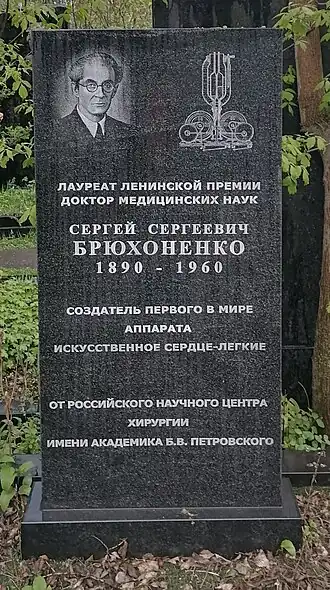 ЛАУРЕАТ ЛЕНИНСКОЙ ПРЕМИИ
ДОКТОР МЕДИЦИНСКИХ НАУК
СЕРГЕЙ СЕРГЕЕВИЧ
БРЮХОНЕНКО
1890 - 1960
СОЗДАТЕЛЬ ПЕРВОГО В МИРЕ
АППАРАТА
ИСКУССТВЕННОЕ СЕРДЦЕ-ЛЕГКИЕ
ОТ РОССИЙСКОГО НАУЧНОГО ЦЕНТРА
ХИРУРГИИ
ИМЕНИ АКАДЕМИКА Б.В. ПЕТРОВСКОГО